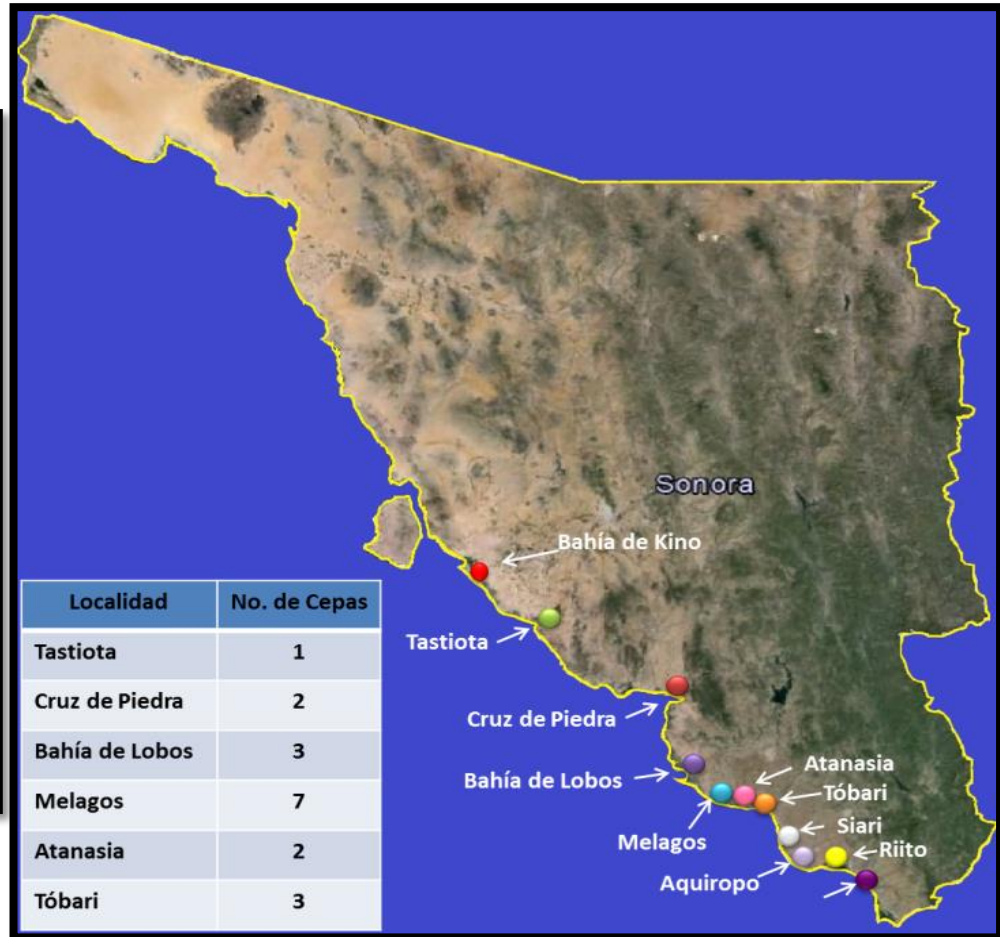 Sonora
Bahía de Kino
Tastiota
Cruz de Piedra
Bahía de Lobos
Atanasia
Tóbari
Melagos
Siari
Riito
Aquiropo
Localidad No. de Cepas
Tastiota 1
Cruz de Piedra 2
Bahía de Lobos 3
Melagos 7
Atanasia 2
Tóbari 3